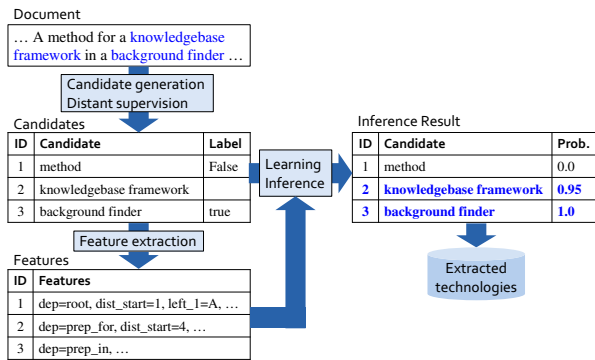 Document
… A method for a knowledgebase
framework in a background finder …
Candidate generation
Distant supervision
Candidates
ID Candidate Label
1 method False
2 knowledgebase framework
3 background finder true
Learning
Inference
Inference Result
ID Candidate Prob.
1 method 0.0
2 knowledgebase framework 0.95
3 background finder 1.0
Feature extraction
Features
ID Features
1 dep=root, dist_start=1, left_1=A, …
2 dep=prep_for, dist_start=4, …
3 dep=prep_in, …
Extracted
technologies